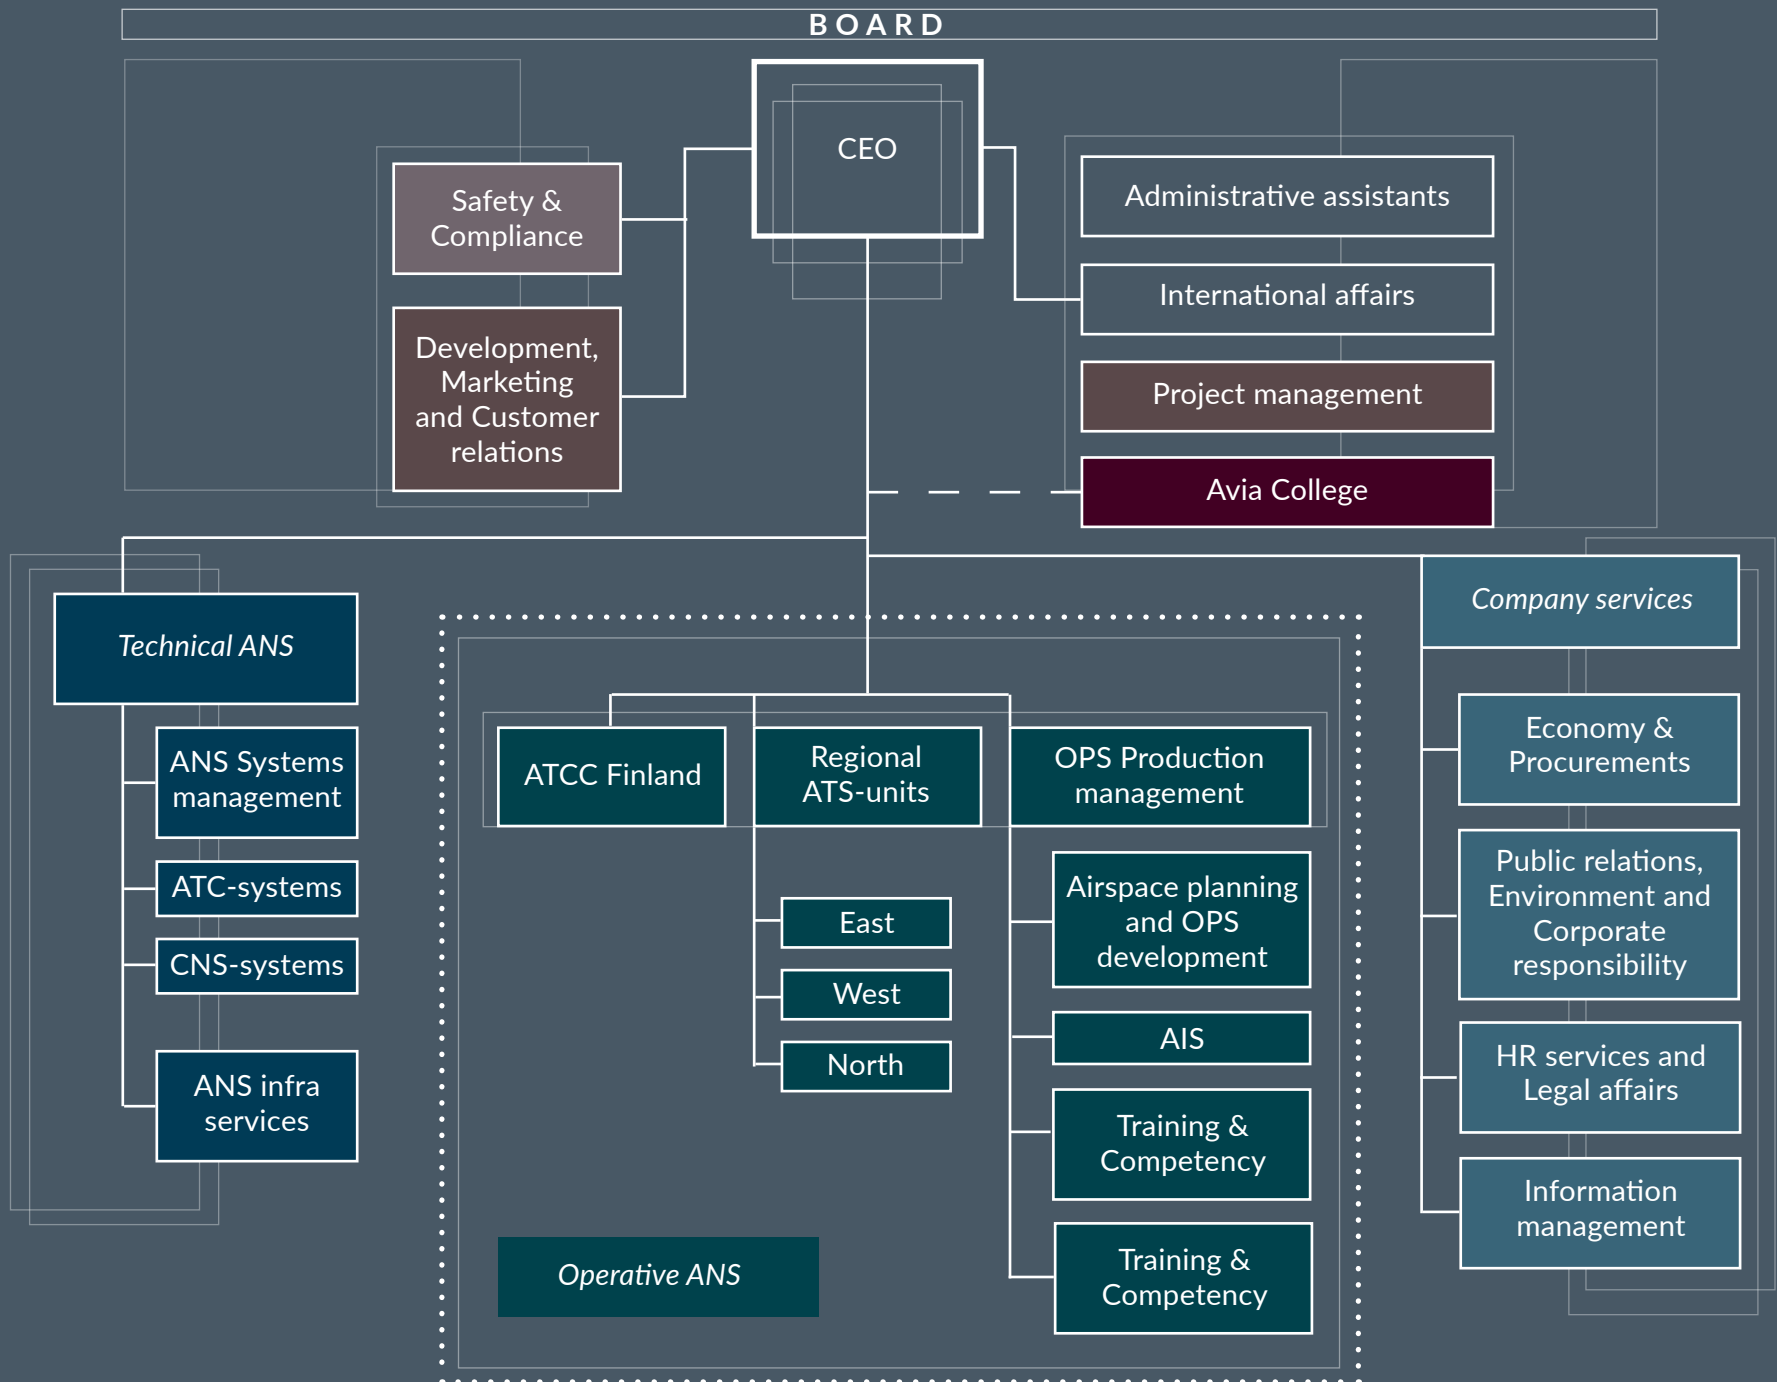 BOARD
CEO
Safety &
Compliance
Development,
Marketing
and Customer
relations
Administrative assistants
International affairs
Project management
Avia College
Technical ANS
ANS Systems
management
ATC-systems
CNS-systems
ANS infra
services
ATCC Finland
Regional
ATS-units
East
West
North
OPS Production
management
Airspace planning
and OPS
development
AIS
Training &
Competency
Training &
Competency
Operative ANS
Company services
Economy &
Procurements
Public relations,
Environment and
Corporate
responsibility
HR services and
Legal affairs
Information
management